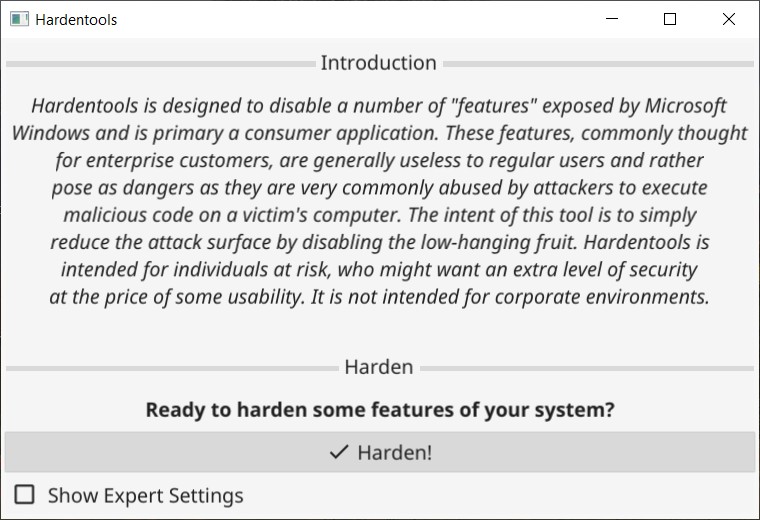 Hardentools
Introduction
Hardentools is designed to disable a number of "features" exposed by Microsoft
Windows and is primary a consumer application. These features, commonly thought
for enterprise customers, are generally useless to regular users and rather
pose as dangers as they are very commonly abused by attackers to execute
malicious code on a victim's computer. The intent of this tool is to simply
reduce the attack surface by disabling the low-hanging fruit. Hardentools is
intended for individuals at risk, who might want an extra level of security
at the price of some usability. It is not intended for corporate environments.
Harden
Ready to harden some features of your system?
Harden!
Show Expert Settings